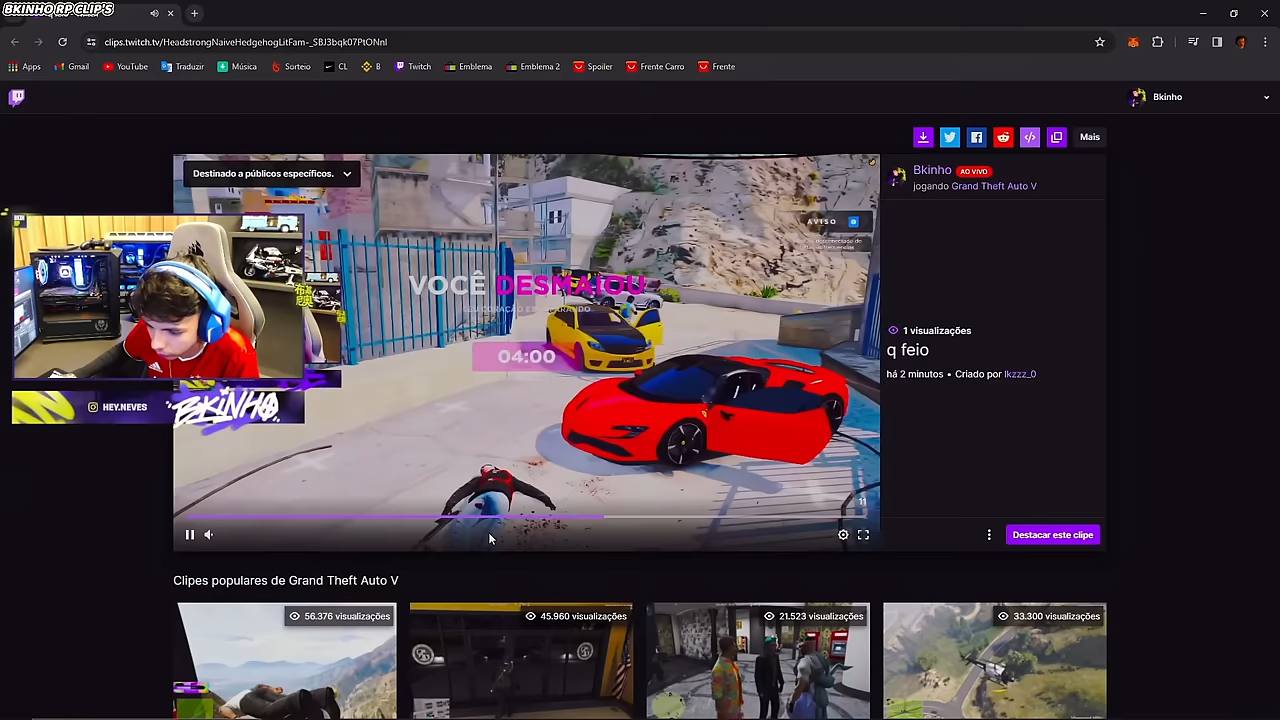 BKINHO RP CLIP'S
clips.twitch.tv/HeadstrongNaiveHedgehogLitFam-_SBJ3bqk07PtONnI
Apps
Gmail
YouTube
Traduzir
Música
Sorteio
CL
B
Twitch
Emblema
Emblema 2
Spoiler
Frente Carro
Frente
Bkinho
Mais
Destinado a públicos específicos.
Bkinho AO VIVO
jogando Grand Theft Auto V
AVISO
VOCÊ DESMAIOU
04:00
HEY.NEVES
BKINHO
1 visualizações
q feio
há 2 minutos • Criado por lkzzz_0
11
Destacar este clipe
Clipes populares de Grand Theft Auto V
56.376 visualizações
45.960 visualizações
21.523 visualizações
33.300 visualizações